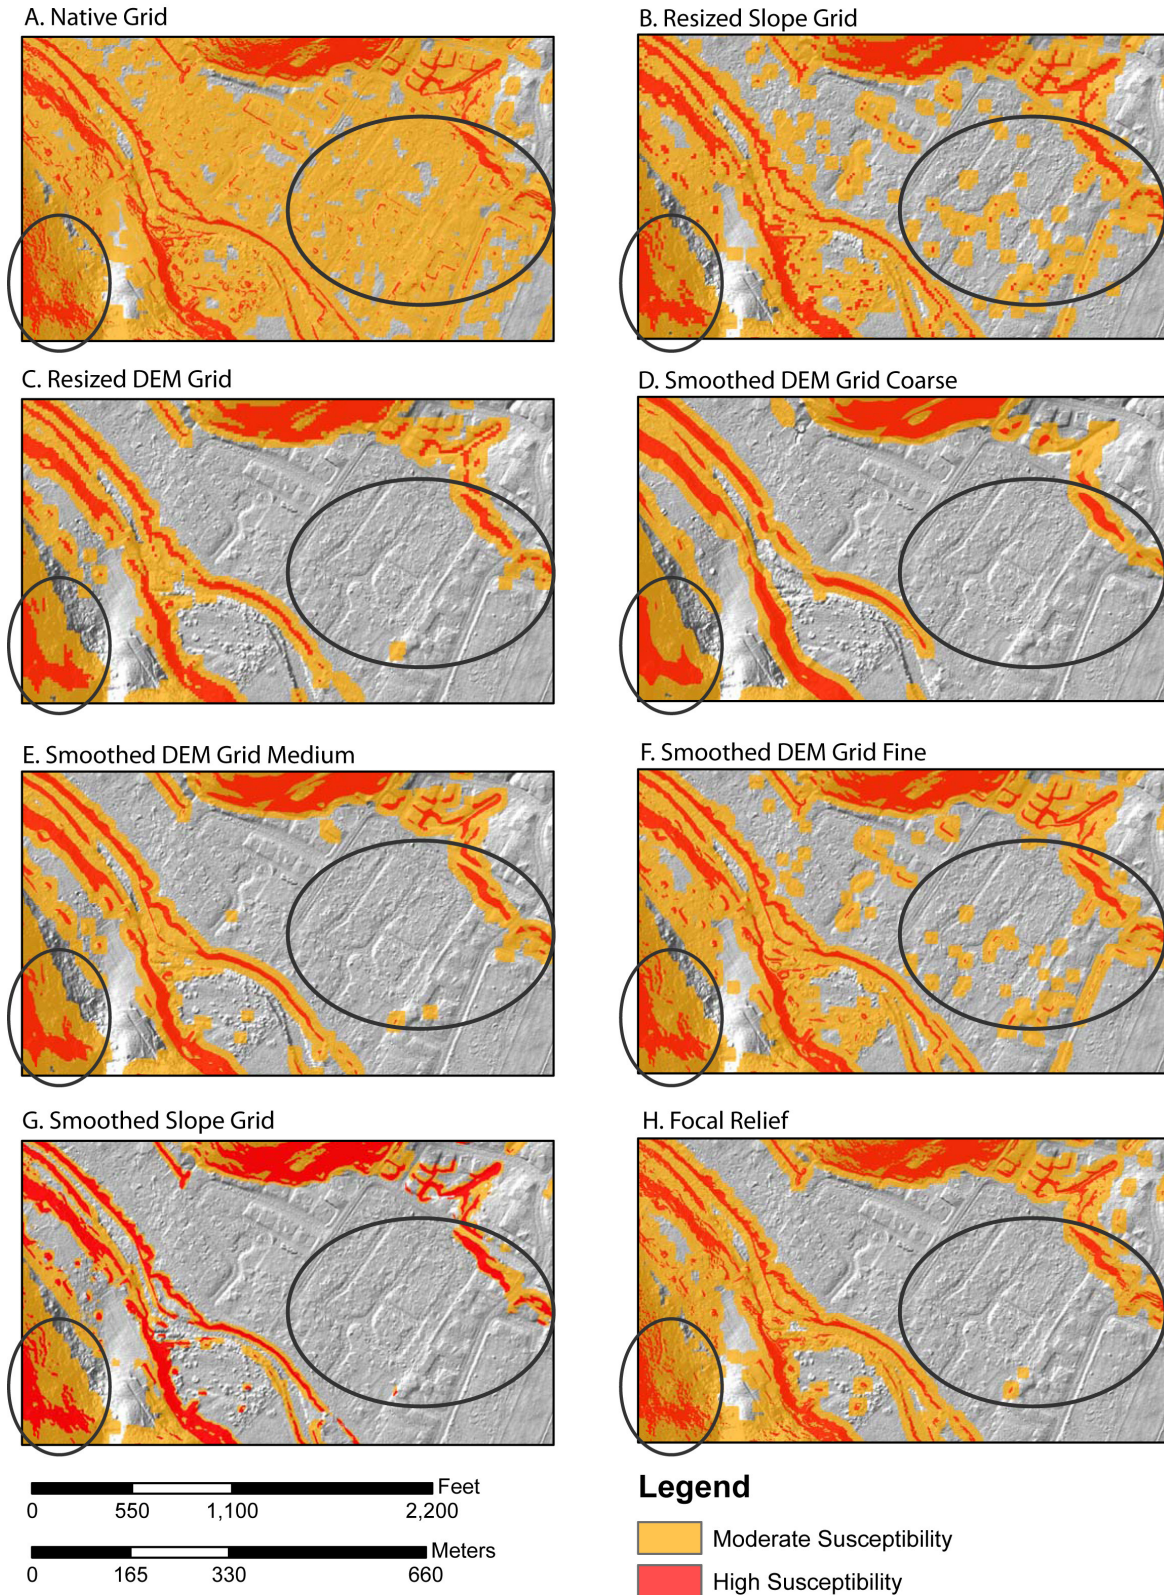 A. Native Grid
B. Resized Slope Grid
C. Resized DEM Grid
D. Smoothed DEM Grid Coarse
E. Smoothed DEM Grid Medium
F. Smoothed DEM Grid Fine
G. Smoothed Slope Grid
H. Focal Relief
Feet
0 550 1,100 2,200
Meters
0 165 330 660
Legend
Moderate Susceptibility
High Susceptibility